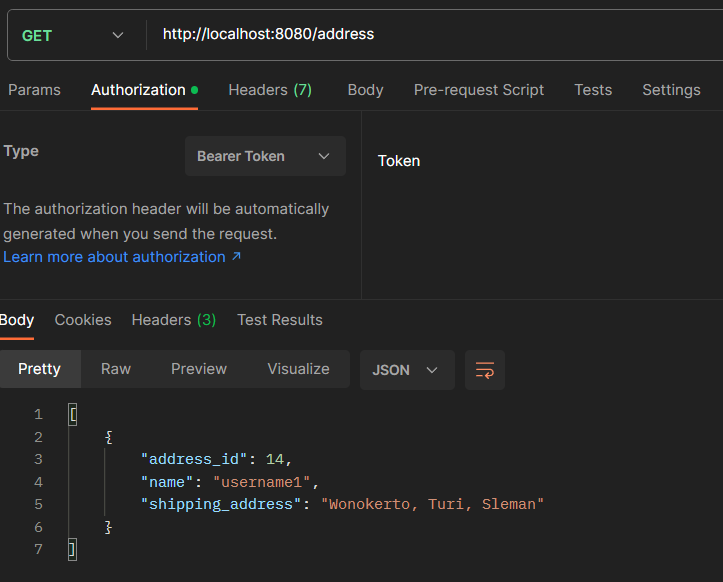 GET http://localhost:8080/address
Params Authorization Headers (7) Body Pre-request Script Tests Settings
Type Bearer Token Token
The authorization header will be automatically
generated when you send the request.
Learn more about authorization ↗
Body Cookies Headers (3) Test Results
Pretty Raw Preview Visualize JSON
1 [
2 {
3 "address_id": 14,
4 "name": "username1",
5 "shipping_address": "Wonokerto, Turi, Sleman"
6 }
7 ]